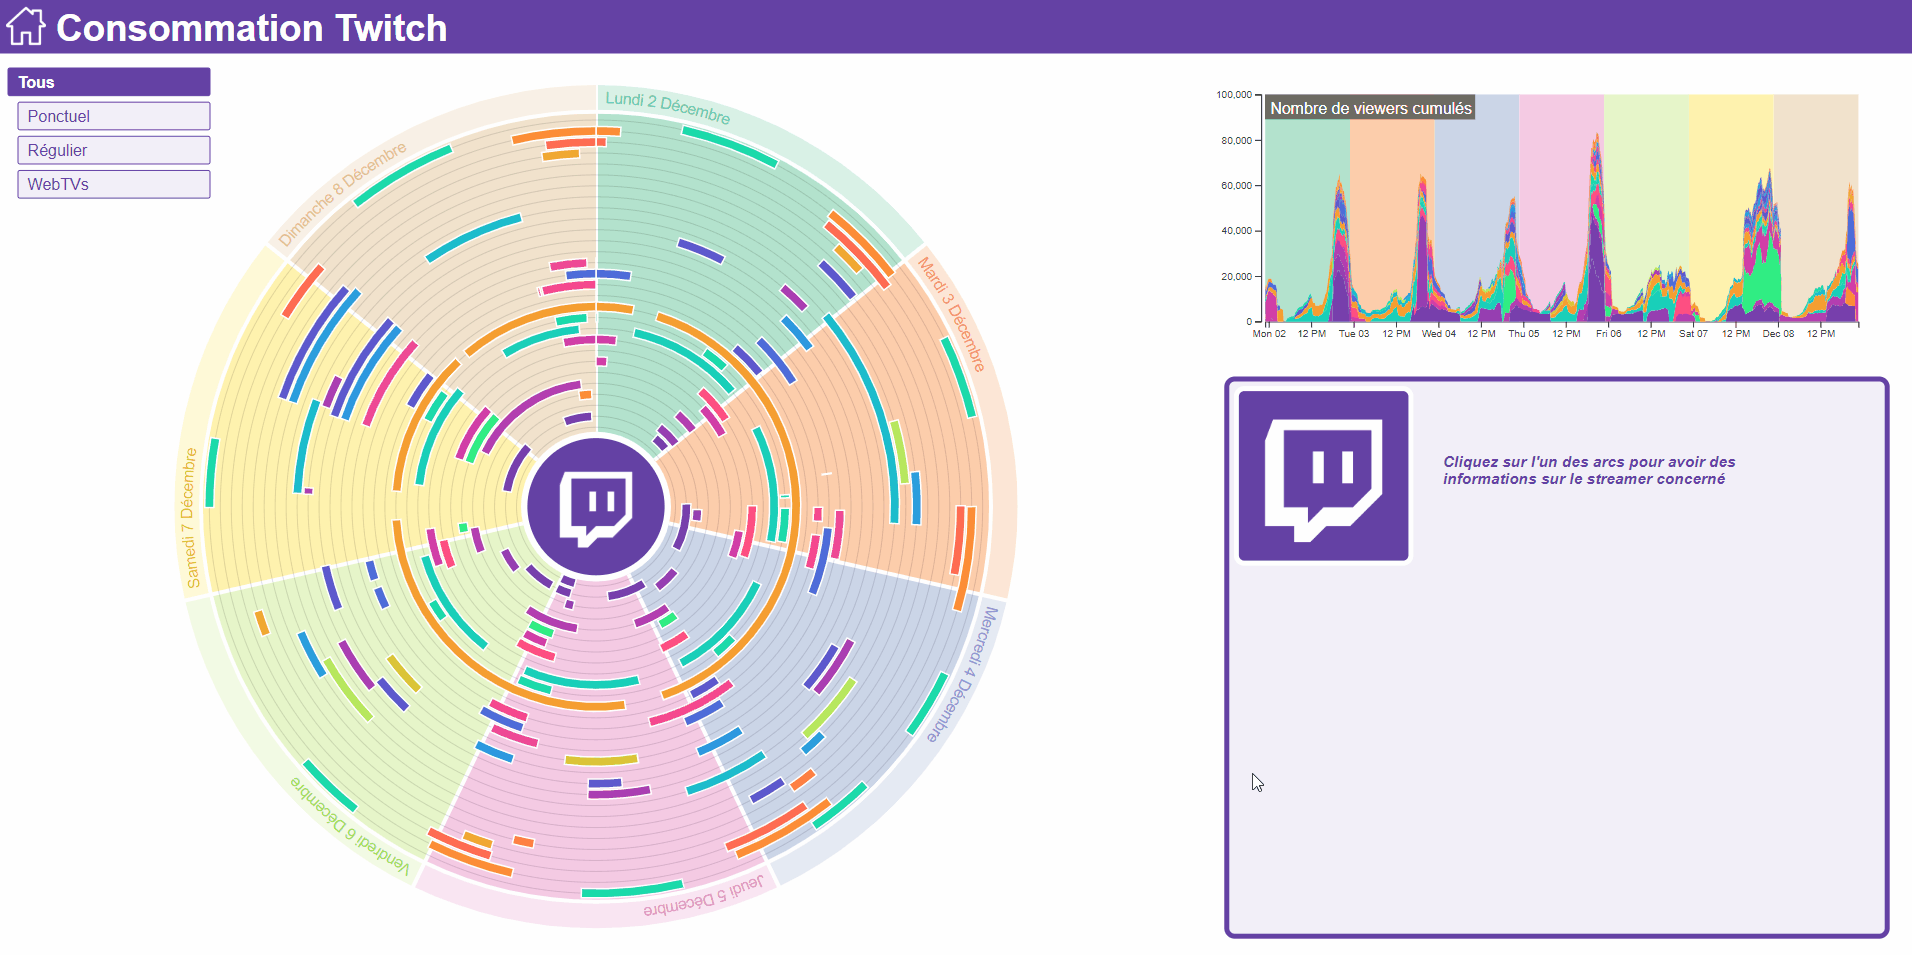 Consommation Twitch
Tous
Ponctuel
Régulier
WebTVs
Lundi 2 Décembre
Mardi 3 Décembre
Mercredi 4 Décembre
Jeudi 5 Décembre
Vendredi 6 Décembre
Samedi 7 Décembre
Dimanche 8 Décembre
Nombre de viewers cumulés
100,000
80,000
60,000
40,000
20,000
0
Mon 02 12 PM Tue 03 12 PM Wed 04 12 PM Thu 05 12 PM Fri 06 12 PM Sat 07 12 PM Dec 08 12 PM
Cliquez sur l'un des arcs pour avoir des
informations sur le streamer concerné